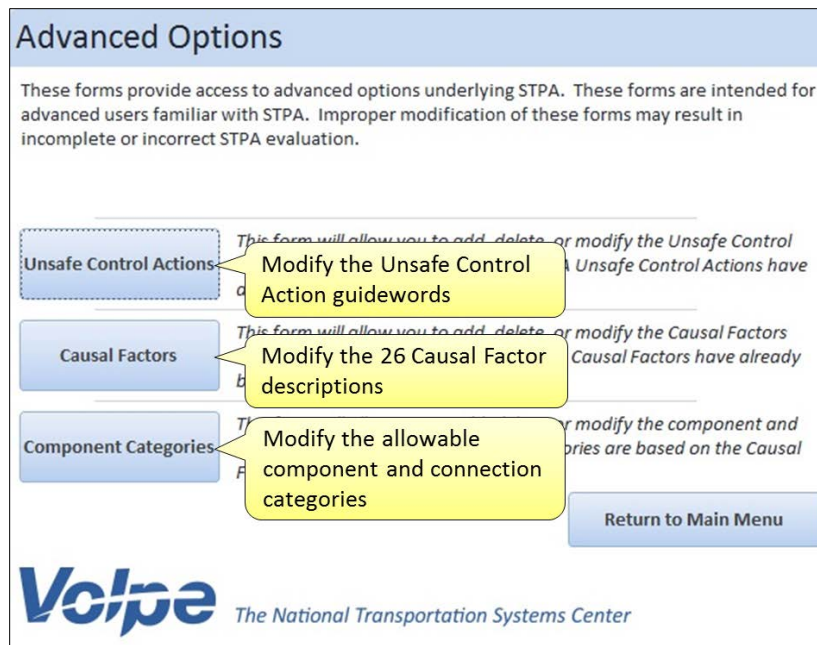 Advanced Options
These forms provide access to advanced options underlying STPA. These forms are intended for
advanced users familiar with STPA. Improper modification of these forms may result in
incomplete or incorrect STPA evaluation.
Unsafe Control Actions
This form will allow you to add, delete, or modify the Unsafe Control
Unsafe Control Actions have
Modify the Unsafe Control
Action guidewords
Causal Factors
This form will allow you to add, delete, or modify the Causal Factors
Causal Factors have already
Modify the 26 Causal Factor
descriptions
Component Categories
or modify the component and
are based on the Causal
Modify the allowable
component and connection
categories
Return to Main Menu
Volpe
The National Transportation Systems Center